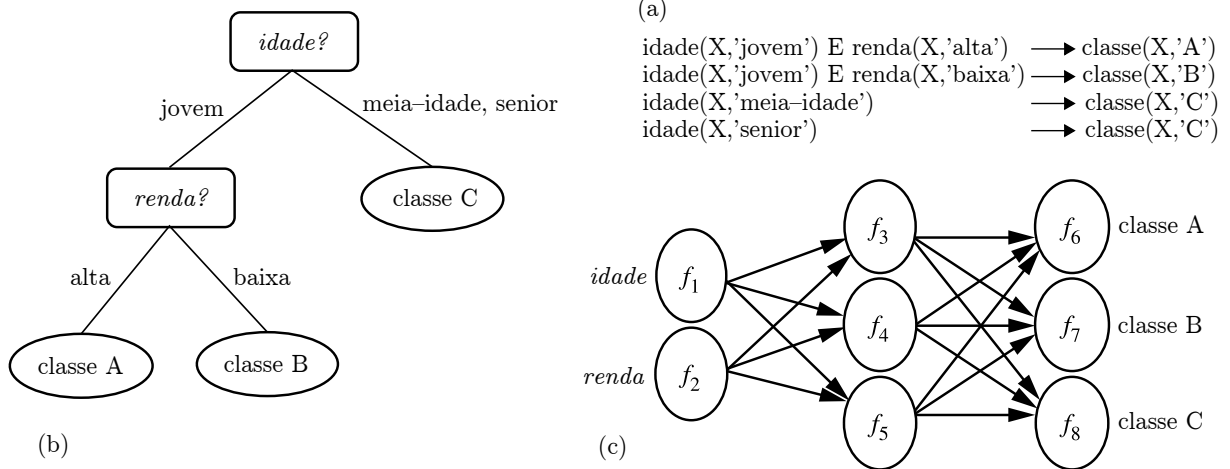 (a)
idade(X,'jovem') E renda(X,'alta') classe(X,'A')
idade(X,'jovem') E renda(X,'baixa') classe(X,'B')
idade(X,'meia–idade') classe(X,'C')
idade(X,'senior') classe(X,'C')
idade?
jovem
meia–idade, senior
renda?
classe C
alta
baixa
classe A
classe B
(b)
idade
renda
f1
f2
f3
f4
f5
f6
f7
f8
classe A
classe B
classe C
(c)